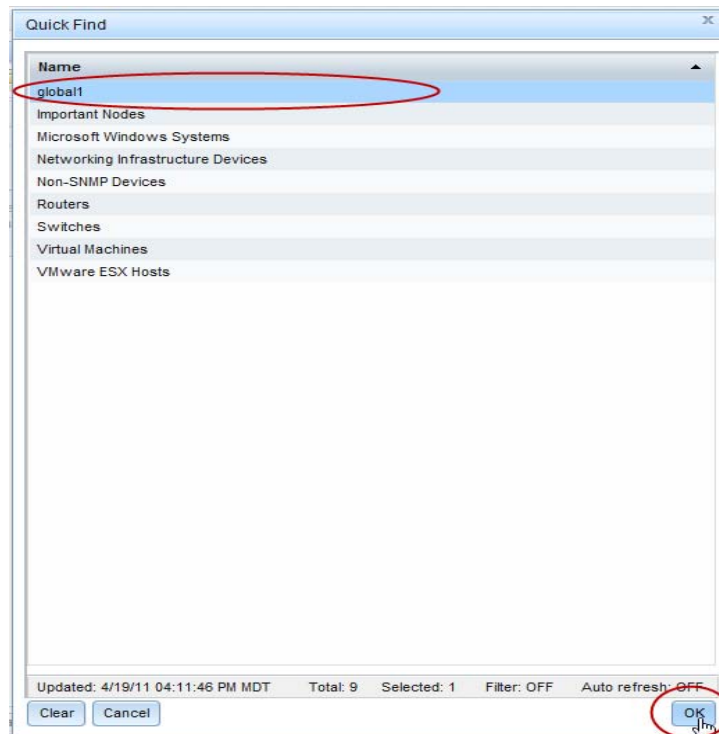 Quick Find
Name
global1
Important Nodes
Microsoft Windows Systems
Networking Infrastructure Devices
Non-SNMP Devices
Routers
Switches
Virtual Machines
VMware ESX Hosts
Updated: 4/19/11 04:11:46 PM MDT Total: 9 Selected: 1 Filter: OFF Auto refresh: OFF
Clear Cancel OK